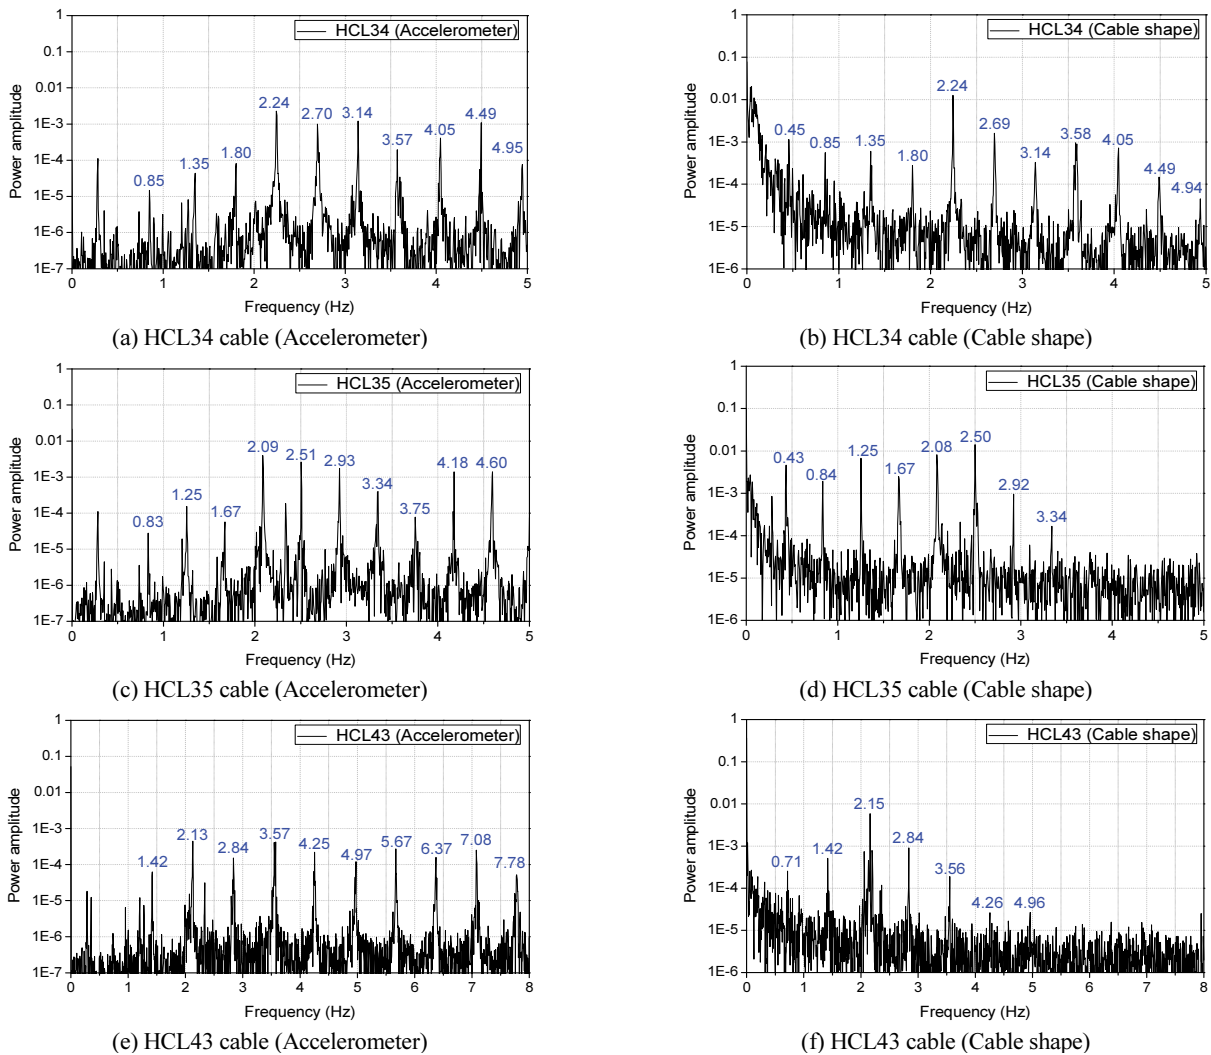 HCL34 (Accelerometer)
1
0.1
0.01
1E-3
1E-4
1E-5
1E-6
1E-7
Power amplitude
0.85
1.35
1.80
2.24
2.70
3.14
3.57
4.05
4.49
4.95
0 1 2 3 4 5
Frequency (Hz)
(a) HCL34 cable (Accelerometer)
HCL34 (Cable shape)
1
0.1
0.01
1E-3
1E-4
1E-5
1E-6
Power amplitude
0.45
0.85
1.35
1.80
2.24
2.69
3.14
3.58
4.05
4.49
4.94
0 1 2 3 4 5
Frequency (Hz)
(b) HCL34 cable (Cable shape)
HCL35 (Accelerometer)
1
0.1
0.01
1E-3
1E-4
1E-5
1E-6
1E-7
Power amplitude
0.83
1.25
1.67
2.09
2.51
2.93
3.34
3.75
4.18
4.60
0 1 2 3 4 5
Frequency (Hz)
(c) HCL35 cable (Accelerometer)
HCL35 (Cable shape)
1
0.1
0.01
1E-3
1E-4
1E-5
1E-6
Power amplitude
0.43
0.84
1.25
1.67
2.08
2.50
2.92
3.34
0 1 2 3 4 5
Frequency (Hz)
(d) HCL35 cable (Cable shape)
HCL43 (Accelerometer)
1
0.1
0.01
1E-3
1E-4
1E-5
1E-6
1E-7
Power amplitude
1.42
2.13
2.84
3.57
4.25
4.97
5.67
6.37
7.08
7.78
0 1 2 3 4 5 6 7 8
Frequency (Hz)
(e) HCL43 cable (Accelerometer)
HCL43 (Cable shape)
1
0.1
0.01
1E-3
1E-4
1E-5
1E-6
Power amplitude
0.71
1.42
2.15
2.84
3.56
4.26
4.96
0 1 2 3 4 5 6 7 8
Frequency (Hz)
(f) HCL43 cable (Cable shape)